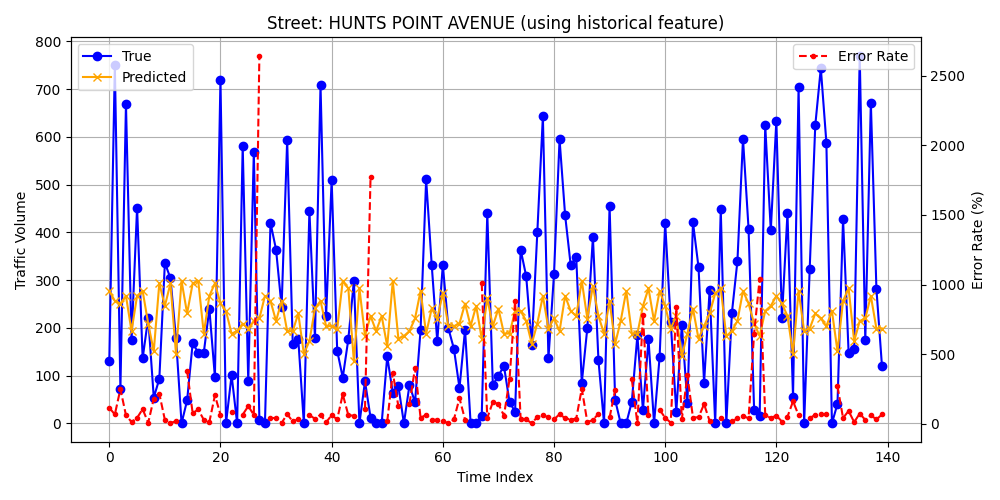 Street: HUNTS POINT AVENUE (using historical feature)
True
Predicted
Error Rate
Traffic Volume
800
700
600
500
400
300
200
100
0
2500
2000
1500
1000
500
0
Error Rate (%)
0 20 40 60 80 100 120 140
Time Index